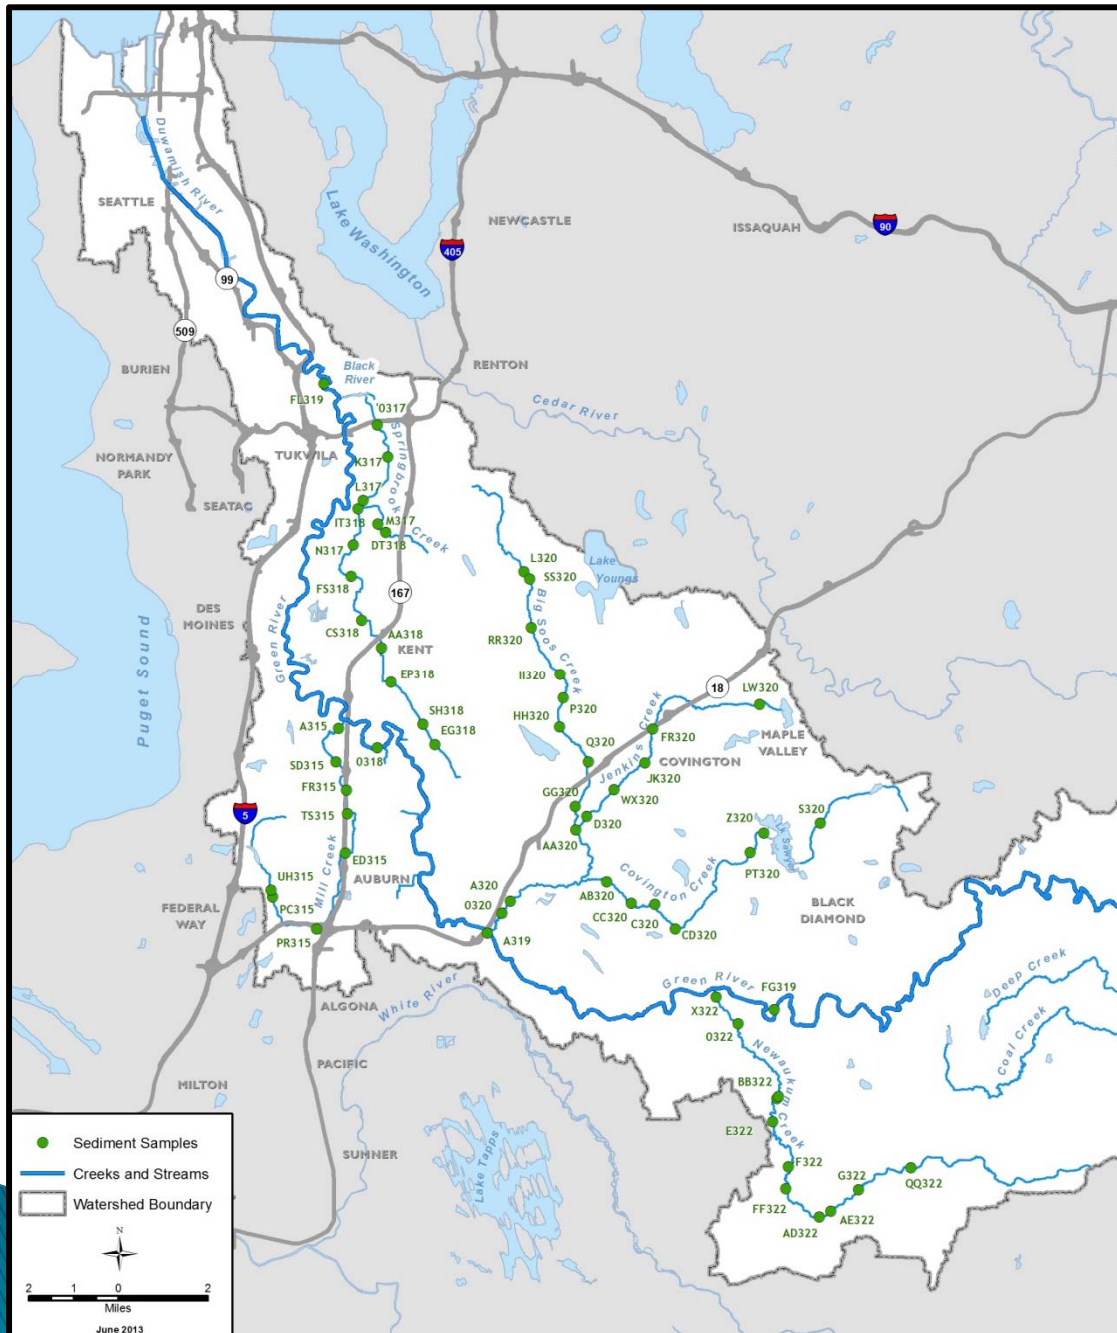 Duwamish River
SEATTLE
Lake Washington
NEWCASTLE
ISSAQUAH
90
405
99
509
BURIEN
Black
River
RENTON
FL319
Cedar River
O317
NORMANDY
PARK
TUKWILA
K317
Springbrook Creek
SEATAC
L317
IT318
M317
DT318
N317
L320
SS320
Lake
Youngs
FS318
167
Big Soos Creek
DES
MOINES
Green River
CS318
RR320
AA318
KENT
Puget Sound
EP318
II320
18
LW320
P320
SH318
HH320
A315
EG318
FR320
MAPLE
VALLEY
O318
Q320
Jenkins Creek
COVINGTON
SD315
JK320
FR315
WX320
5
TS315
GG320
D320
Z320
S320
AA320
Lk Sawyer
ED315
PT320
Mill Creek
AUBURN
UH315
A320
AB320
Covington Creek
FEDERAL
WAY
PC315
O320
CC320
C320
BLACK
DIAMOND
PR315
A319
CD320
Green River
FG319
Deep Creek
White River
ALGONA
X322
O322
Coal Creek
PACIFIC
Newaukum Creek
MILTON
BB322
E322
SUMNER
Lake Tapps
F322
G322
QQ322
FF322
AD322
AE322
Sediment Samples
Creeks and Streams
Watershed Boundary
N
2 1 0 2
Miles
June 2013